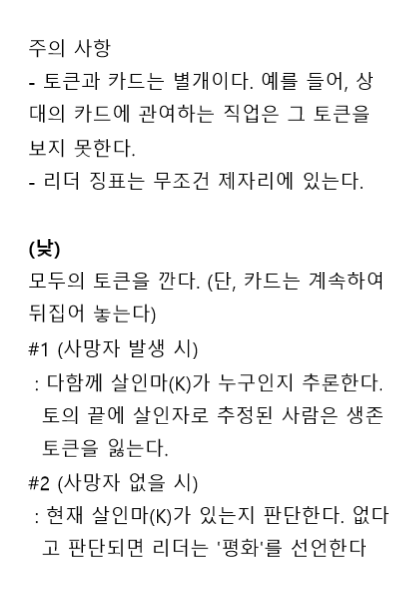 주의 사항
- 토큰과 카드는 별개이다. 예를 들어, 상
대의 카드에 관여하는 직업은 그 토큰을
보지 못한다.
- 리더 징표는 무조건 제자리에 있는다.
(낮)
모두의 토큰을 깐다. (단, 카드는 계속하여
뒤집어 놓는다)
#1 (사망자 발생 시)
: 다함께 살인마(K)가 누구인지 추론한다.
토의 끝에 살인자로 추정된 사람은 생존
토큰을 잃는다.
#2 (사망자 없을 시)
: 현재 살인마(K)가 있는지 판단한다. 없다
고 판단되면 리더는 '평화'를 선언한다